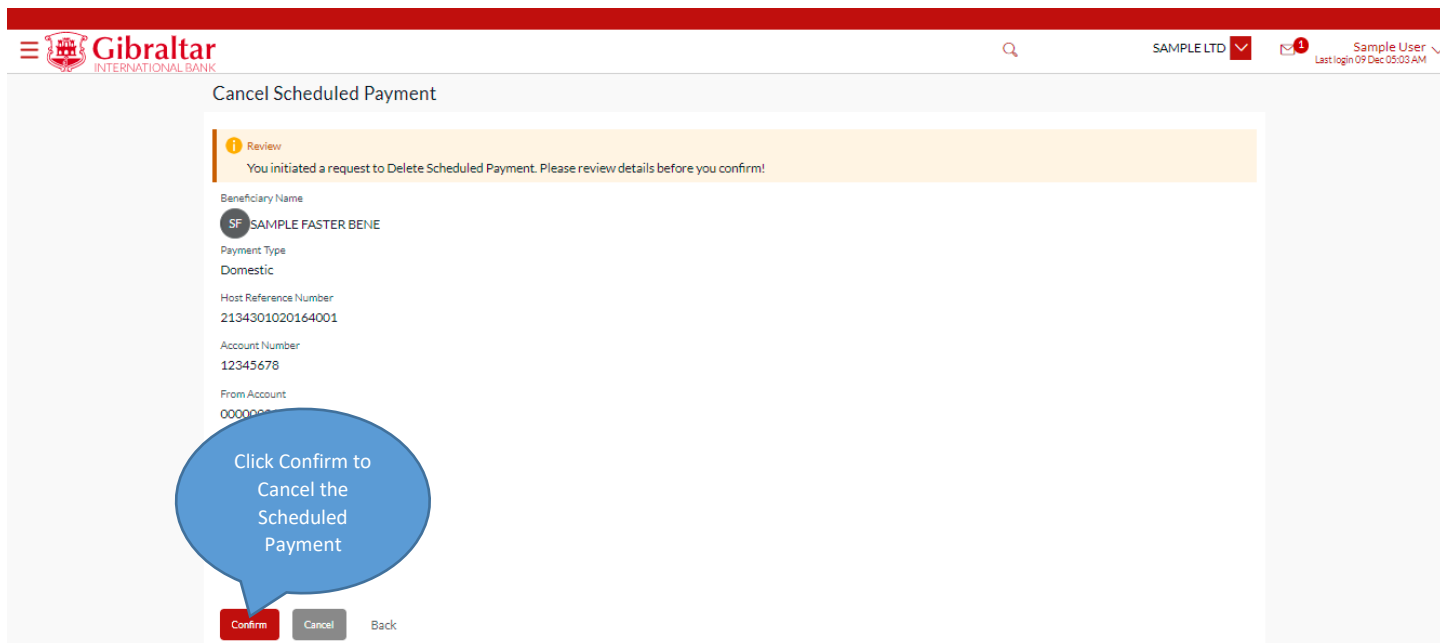 Gibraltar
INTERNATIONAL BANK
SAMPLE LTD
1
Sample User
Last login 09 Dec 05:03 AM
Cancel Scheduled Payment
Review
You initiated a request to Delete Scheduled Payment. Please review details before you confirm!
Beneficiary Name
SF SAMPLE FASTER BENE
Payment Type
Domestic
Host Reference Number
2134301020164001
Account Number
12345678
From Account
Click Confirm to
Cancel the
Scheduled
Payment
Confirm Cancel Back